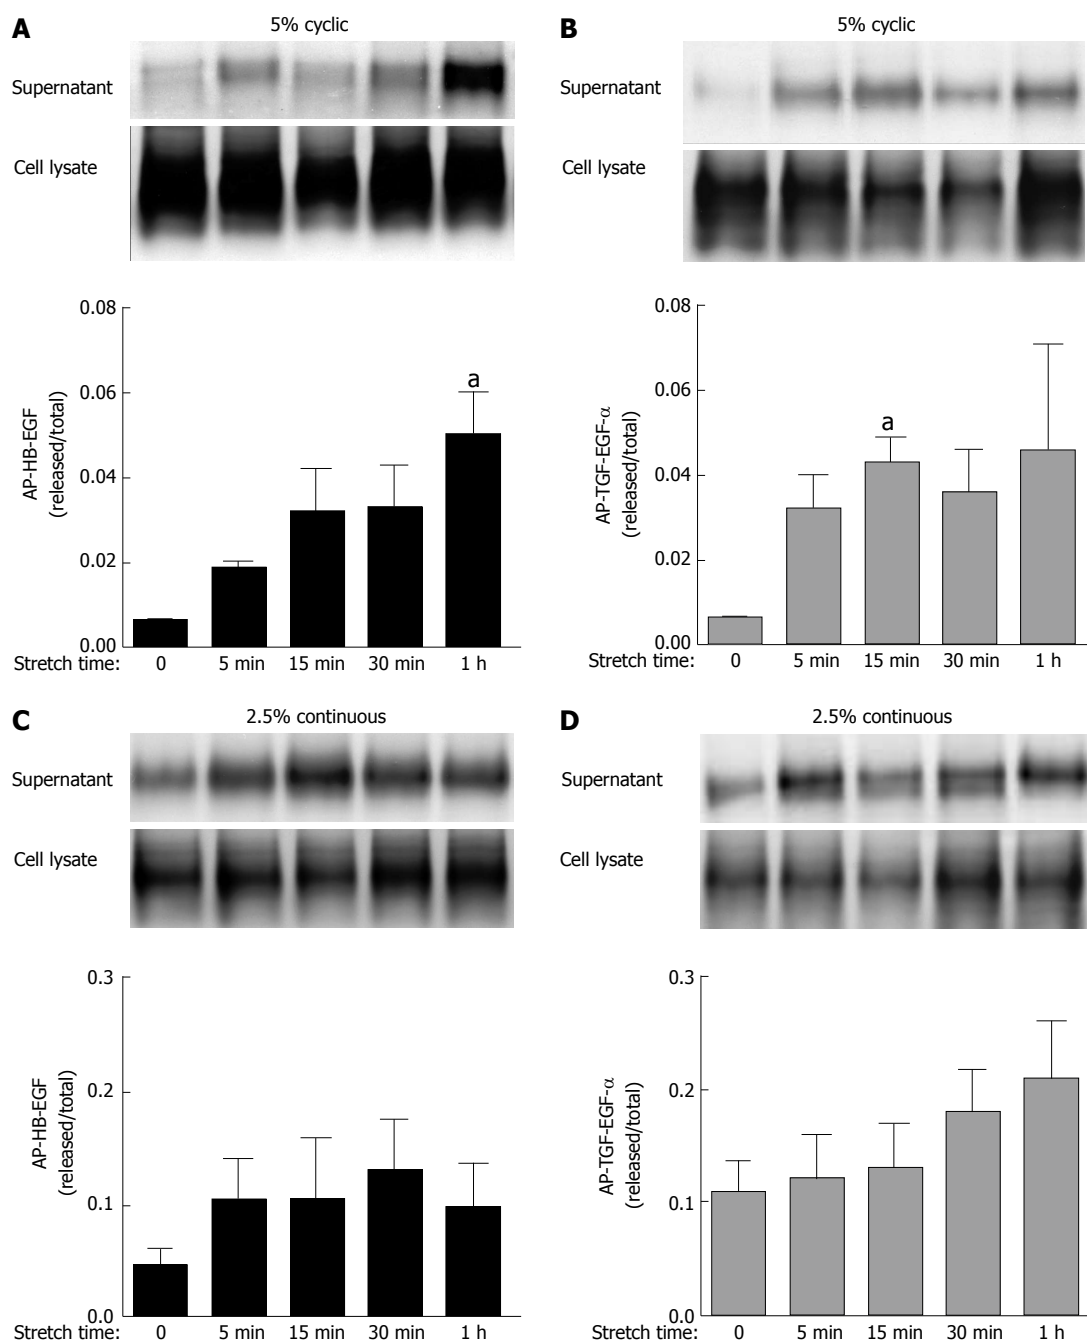 A
5% cyclic
Supernatant
Cell lysate
0.08
0.06
0.04
0.02
0.00
AP-HB-EGF
(released/total)
a
Stretch time: 0 5 min 15 min 30 min 1 h
B
5% cyclic
Supernatant
Cell lysate
0.08
0.06
0.04
0.02
0.00
AP-TGF-EGF-α
(released/total)
a
Stretch time: 0 5 min 15 min 30 min 1 h
C
2.5% continuous
Supernatant
Cell lysate
0.3
0.2
0.1
0.0
AP-HB-EGF
(released/total)
Stretch time: 0 5 min 15 min 30 min 1 h
D
2.5% continuous
Supernatant
Cell lysate
0.3
0.2
0.1
0.0
AP-TGF-EGF-α
(released/total)
Stretch time: 0 5 min 15 min 30 min 1 h